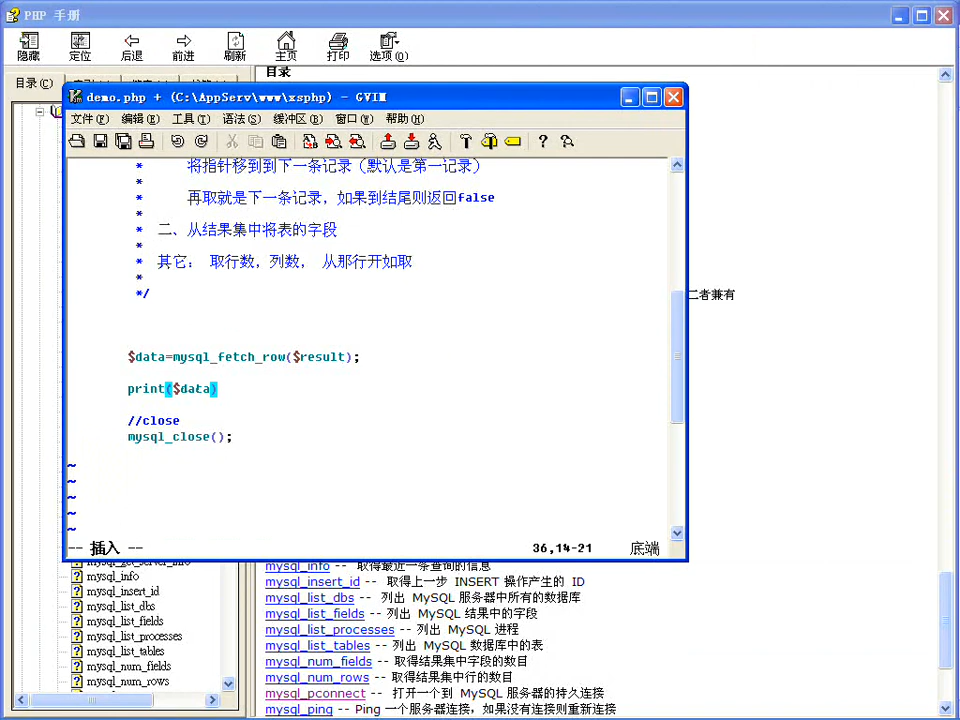 PHP 手册
隐藏 定位 后退 前进 刷新 主页 打印 选项(O)
目录(C)
目录
demo.php + (C:\AppServ\www\xsphp) - GVIM
文件(F) 编辑(E) 工具(T) 语法(S) 缓冲区(B) 窗口(W) 帮助(H)
* 将指针移到到下一条记录（默认是第一记录）
*
* 再取就是下一条记录，如果到结尾则返回false
*
* 二、从结果集中将表的字段
*
* 其它： 取行数，列数， 从那行开如取
*
*/
二者兼有
$data=mysql_fetch_row($result);
print($data)
//close
mysql_close();
~
~
~
~
~
-- 插入 -- 36,14-21 底端
mysql_get_server_info
mysql_info
mysql_insert_id
mysql_list_dbs
mysql_list_fields
mysql_list_processes
mysql_list_tables
mysql_num_fields
mysql_num_rows
mysql_info -- 取得最近一条查询的信息
mysql_insert_id -- 取得上一步 INSERT 操作产生的 ID
mysql_list_dbs -- 列出 MySQL 服务器中所有的数据库
mysql_list_fields -- 列出 MySQL 结果中的字段
mysql_list_processes -- 列出 MySQL 进程
mysql_list_tables -- 列出 MySQL 数据库中的表
mysql_num_fields -- 取得结果集中字段的数目
mysql_num_rows -- 取得结果集中行的数目
mysql_pconnect -- 打开一个到 MySQL 服务器的持久连接
mysql_ping -- Ping 一个服务器连接，如果没有连接则重新连接